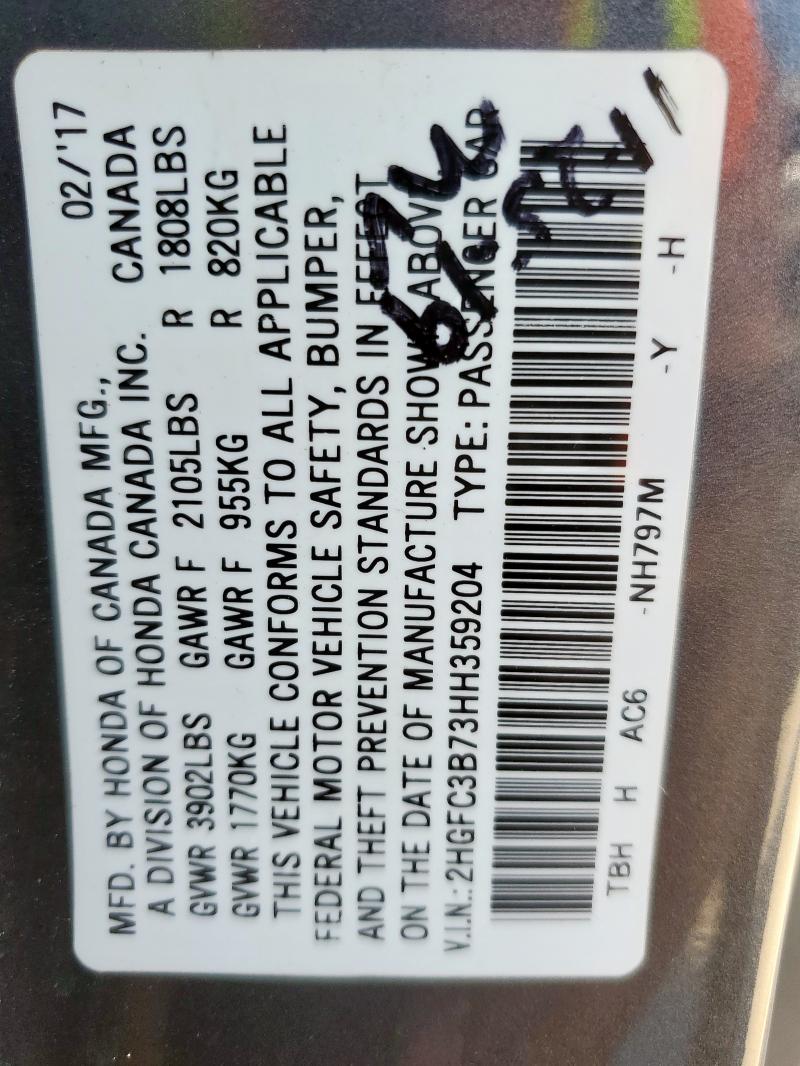 MFD. BY HONDA OF CANADA MFG., 02/'17
A DIVISION OF HONDA CANADA INC. CANADA
GVWR 3902LBS GAWR F 2105LBS R 1808LBS
GVWR 1770KG GAWR F 955KG R 820KG
THIS VEHICLE CONFORMS TO ALL APPLICABLE
FEDERAL MOTOR VEHICLE SAFETY, BUMPER,
AND THEFT PREVENTION STANDARDS IN EFFECT
ON THE DATE OF MANUFACTURE SHOWN ABOVE.
V.I.N.: 2HGFC3B73HH359204 TYPE: PASSENGER CAR
TBH H AC6 -NH797M -Y -H